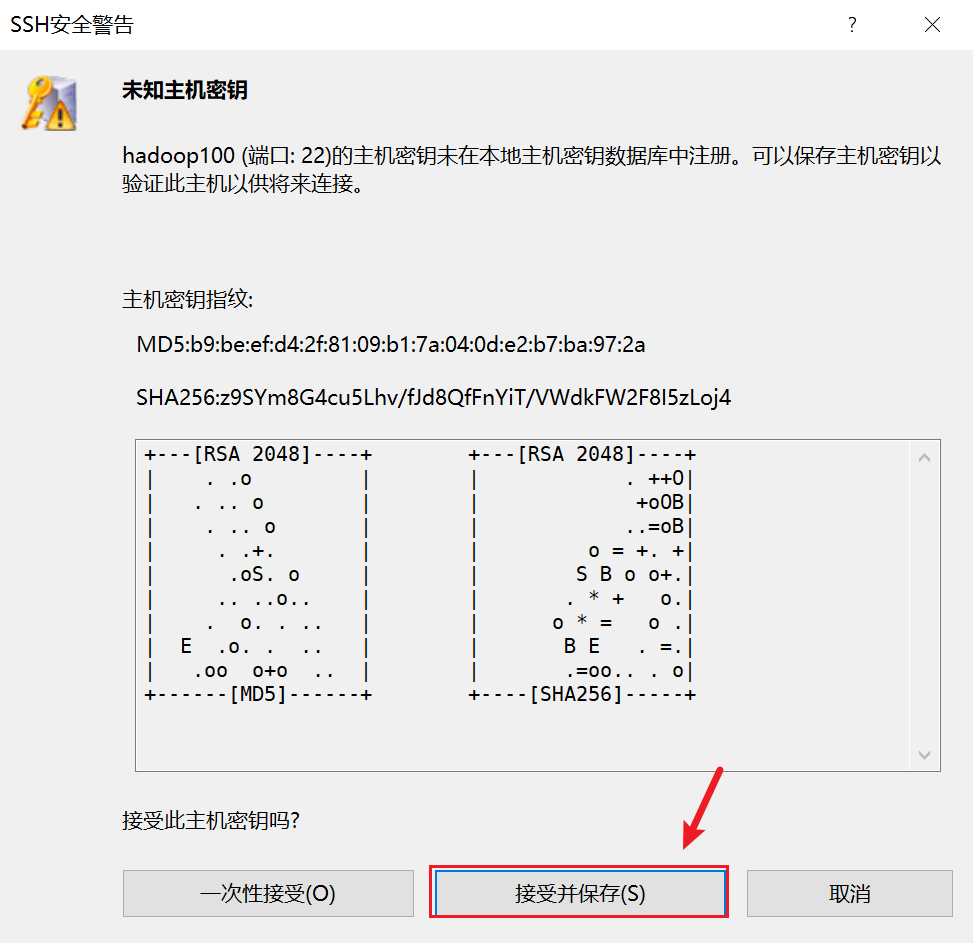 SSH安全警告
?
未知主机密钥
hadoop100 (端口: 22)的主机密钥未在本地主机密钥数据库中注册。可以保存主机密钥以
验证此主机以供将来连接。
主机密钥指纹:
MD5:b9:be:ef:d4:2f:81:09:b1:7a:04:0d:e2:b7:ba:97:2a
SHA256:z9SYm8G4cu5Lhv/fJd8QfFnYiT/VWdkFW2F8I5zLoj4
+---[RSA 2048]----+        +---[RSA 2048]----+
|    . .o         |        |            . ++O|
|   . .. o        |        |             +oOB|
|    . .. o       |        |            ..=oB|
|     . .+.       |        |         o = +. +|
|      .oS. o     |        |        S B o o+.|
|     .. ..o..    |        |       . * +   o.|
|    .  o. . ..   |        |      o * =   o .|
|  E  .o. .  ..   |        |       B E   . =.|
|   .oo  o+o  ..  |        |       .=oo.. . o|
+------[MD5]------+        +----[SHA256]-----+
接受此主机密钥吗?
一次性接受(O)
接受并保存(S)
取消